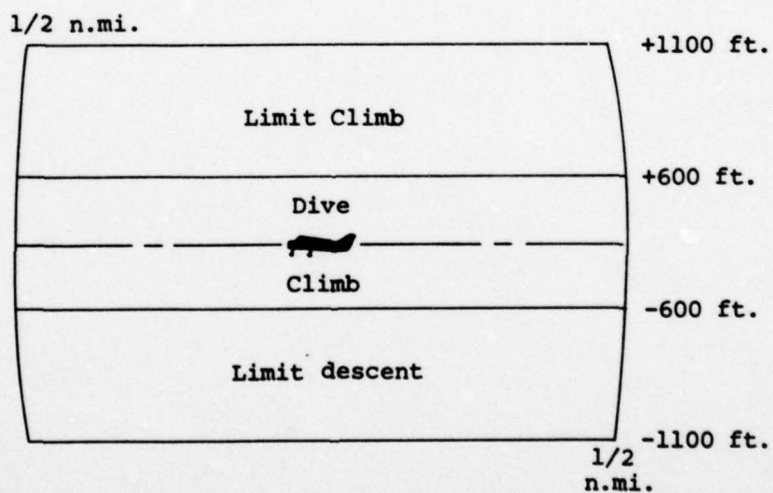 1/2 n.mi.
+1100 ft.
Limit Climb
+600 ft.
Dive
Climb
-600 ft.
Limit descent
-1100 ft.
1/2
n.mi.